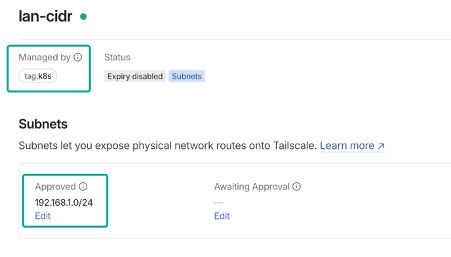 lan-cidr
Managed by
Status
tag:k8s
Expiry disabled
Subnets
Subnets
Subnets let you expose physical network routes onto Tailscale. Learn more ↗
Approved
Awaiting Approval
192.168.1.0/24
—
Edit
Edit